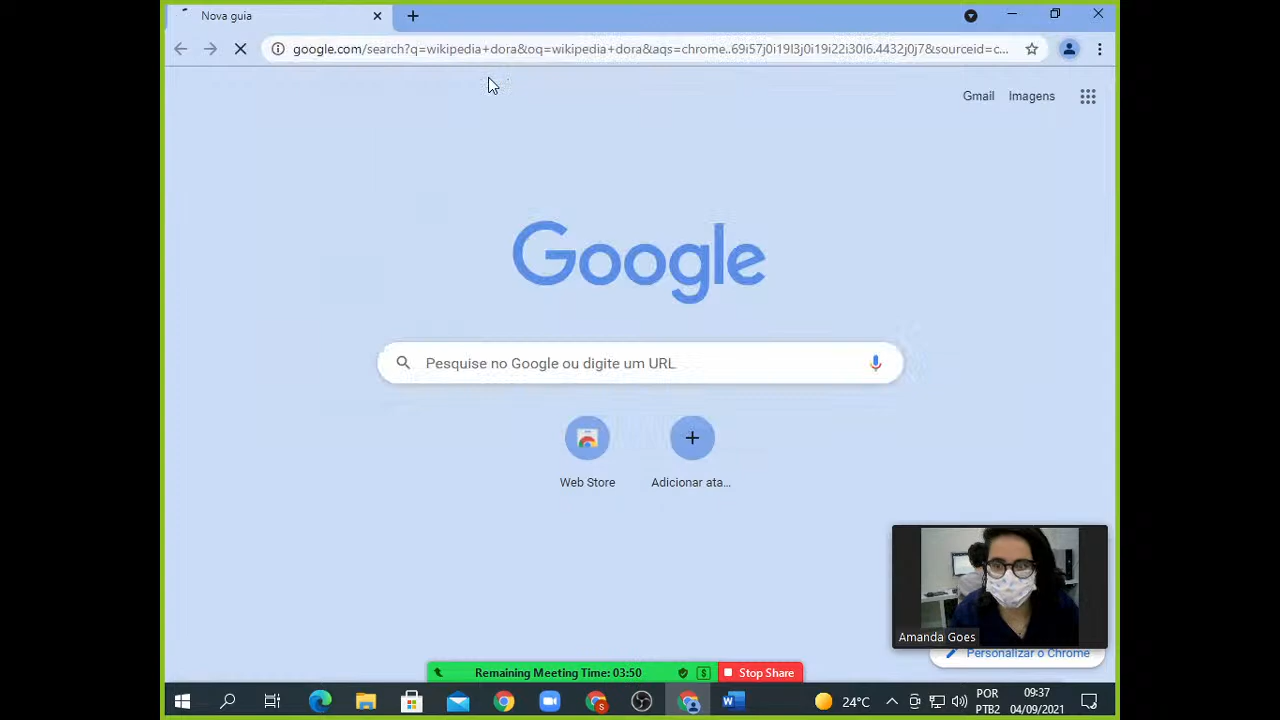 Nova guia
google.com/search?q=wikipedia+dora&oq=wikipedia+dora&aqs=chrome..69i57j0i19l3j0i19i22i30l6.4432j0j7&sourceid=c...
Gmail Imagens
Google
Pesquise no Google ou digite um URL
Web Store Adicionar ata...
Amanda Goes
Personalizar o Chrome
Remaining Meeting Time: 03:50 $ Stop Share
24°C POR 09:37
PTB2 04/09/2021